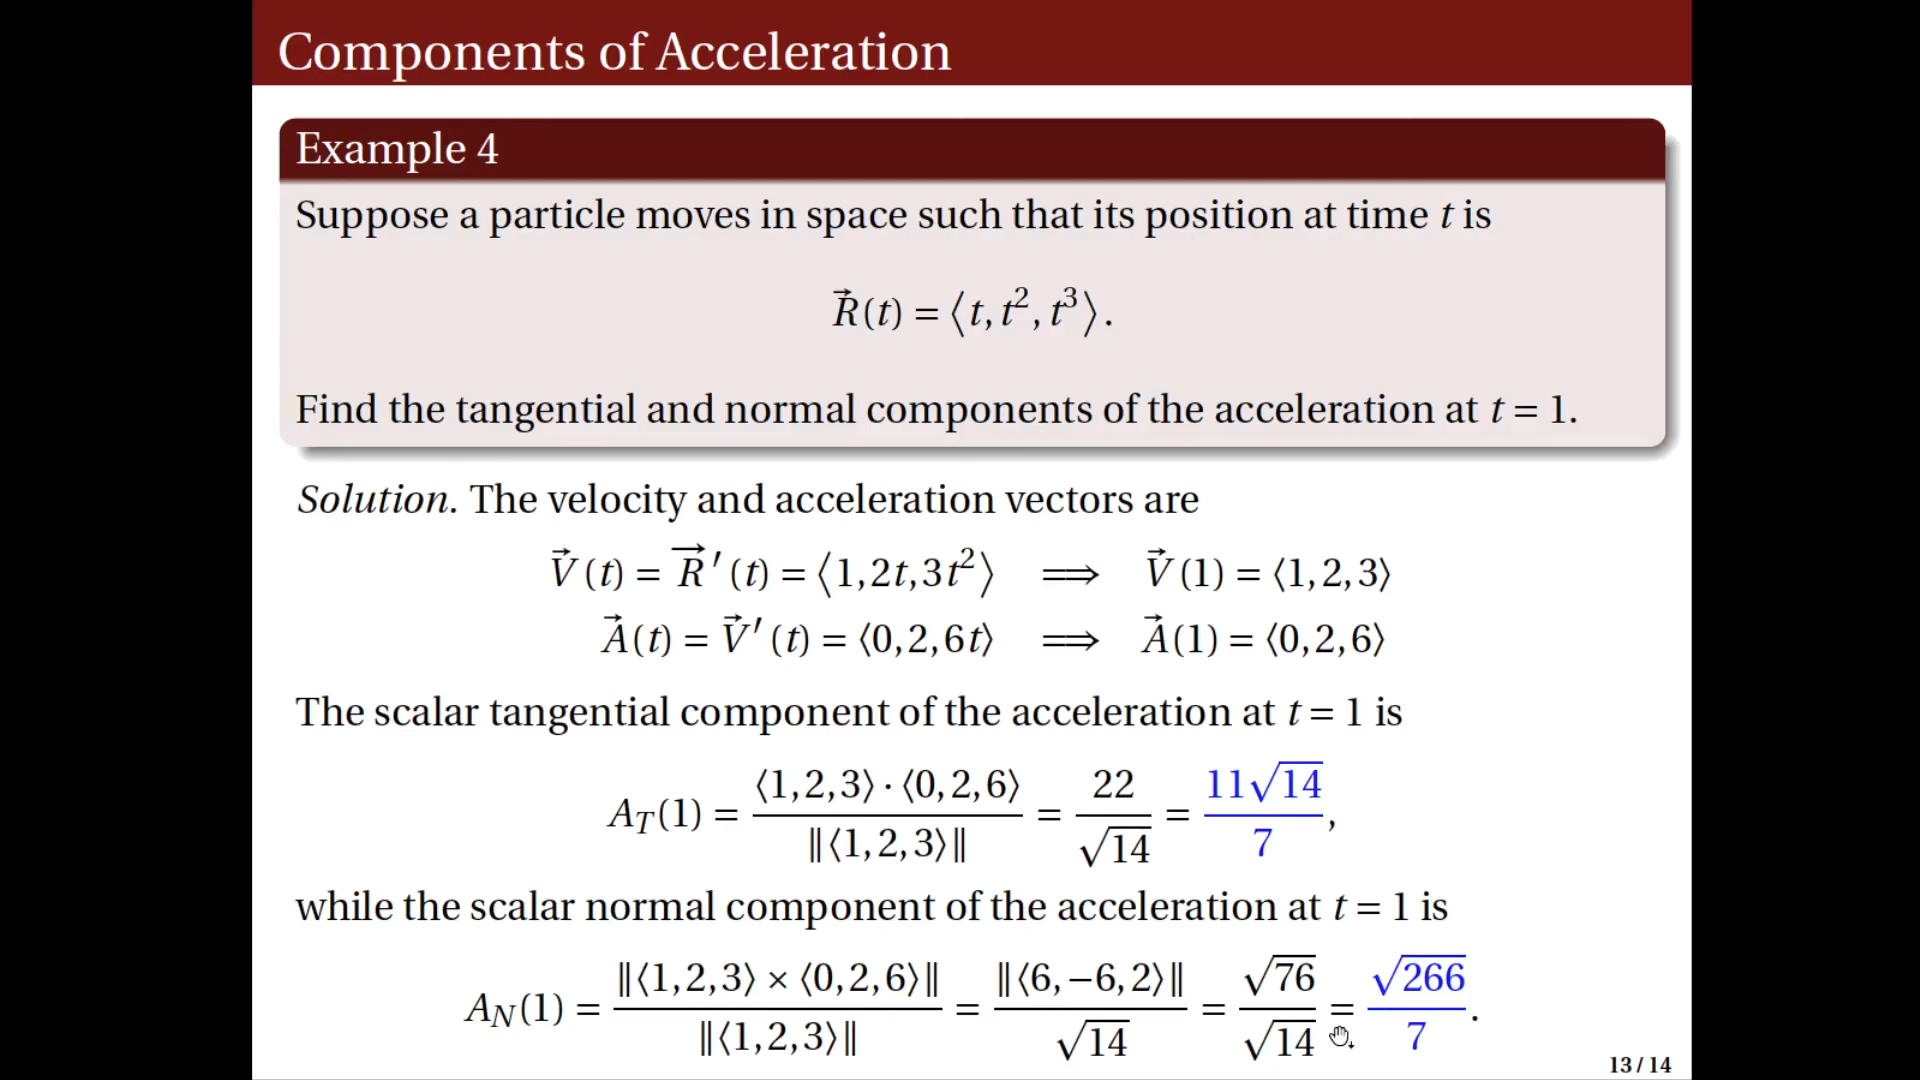 Components of Acceleration
Example 4
Suppose a particle moves in space such that its position at time t is
R⃗(t) = ⟨t, t², t³⟩.
Find the tangential and normal components of the acceleration at t = 1.
Solution. The velocity and acceleration vectors are
V⃗(t) = R⃗′(t) = ⟨1, 2t, 3t²⟩ ⟹ V⃗(1) = ⟨1, 2, 3⟩
A⃗(t) = V⃗′(t) = ⟨0, 2, 6t⟩ ⟹ A⃗(1) = ⟨0, 2, 6⟩
The scalar tangential component of the acceleration at t = 1 is
A_T(1) = (⟨1, 2, 3⟩ · ⟨0, 2, 6⟩)/‖⟨1, 2, 3⟩‖ = 22/√14 = 11√14/7,
while the scalar normal component of the acceleration at t = 1 is
A_N(1) = ‖⟨1, 2, 3⟩ × ⟨0, 2, 6⟩‖/‖⟨1, 2, 3⟩‖ = ‖⟨6, −6, 2⟩‖/√14 = √76/√14 = √266/7.
13 / 14